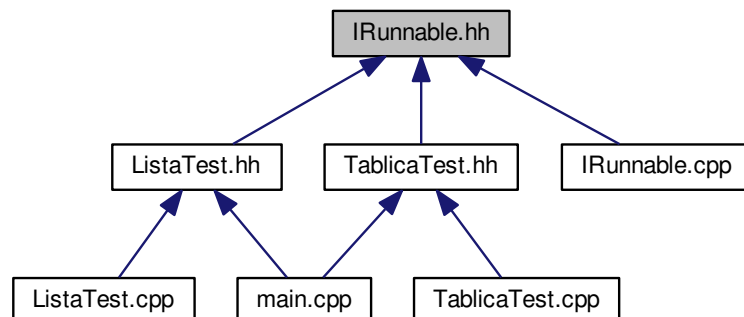 IRunnable.hh
ListaTest.hh
TablicaTest.hh
IRunnable.cpp
ListaTest.cpp
main.cpp
TablicaTest.cpp